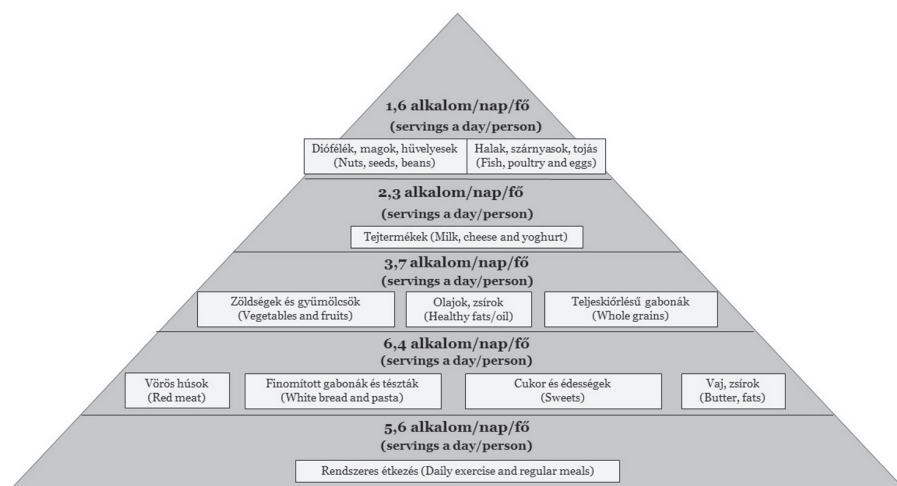 1,6 alkalom/nap/fő
(servings a day/person)
Diófélék, magok, hüvelyesek
(Nuts, seeds, beans)
Halak, szárnyasok, tojás
(Fish, poultry and eggs)
2,3 alkalom/nap/fő
(servings a day/person)
Tejtermékek (Milk, cheese and yoghurt)
3,7 alkalom/nap/fő
(servings a day/person)
Zöldségek és gyümölcsök
(Vegetables and fruits)
Olajok, zsírok
(Healthy fats/oil)
Teljeskiőrlésű gabonák
(Whole grains)
6,4 alkalom/nap/fő
(servings a day/person)
Vörös húsok
(Red meat)
Finomított gabonák és tészták
(White bread and pasta)
Cukor és édességek
(Sweets)
Vaj, zsírok
(Butter, fats)
5,6 alkalom/nap/fő
(servings a day/person)
Rendszeres étkezés (Daily exercise and regular meals)